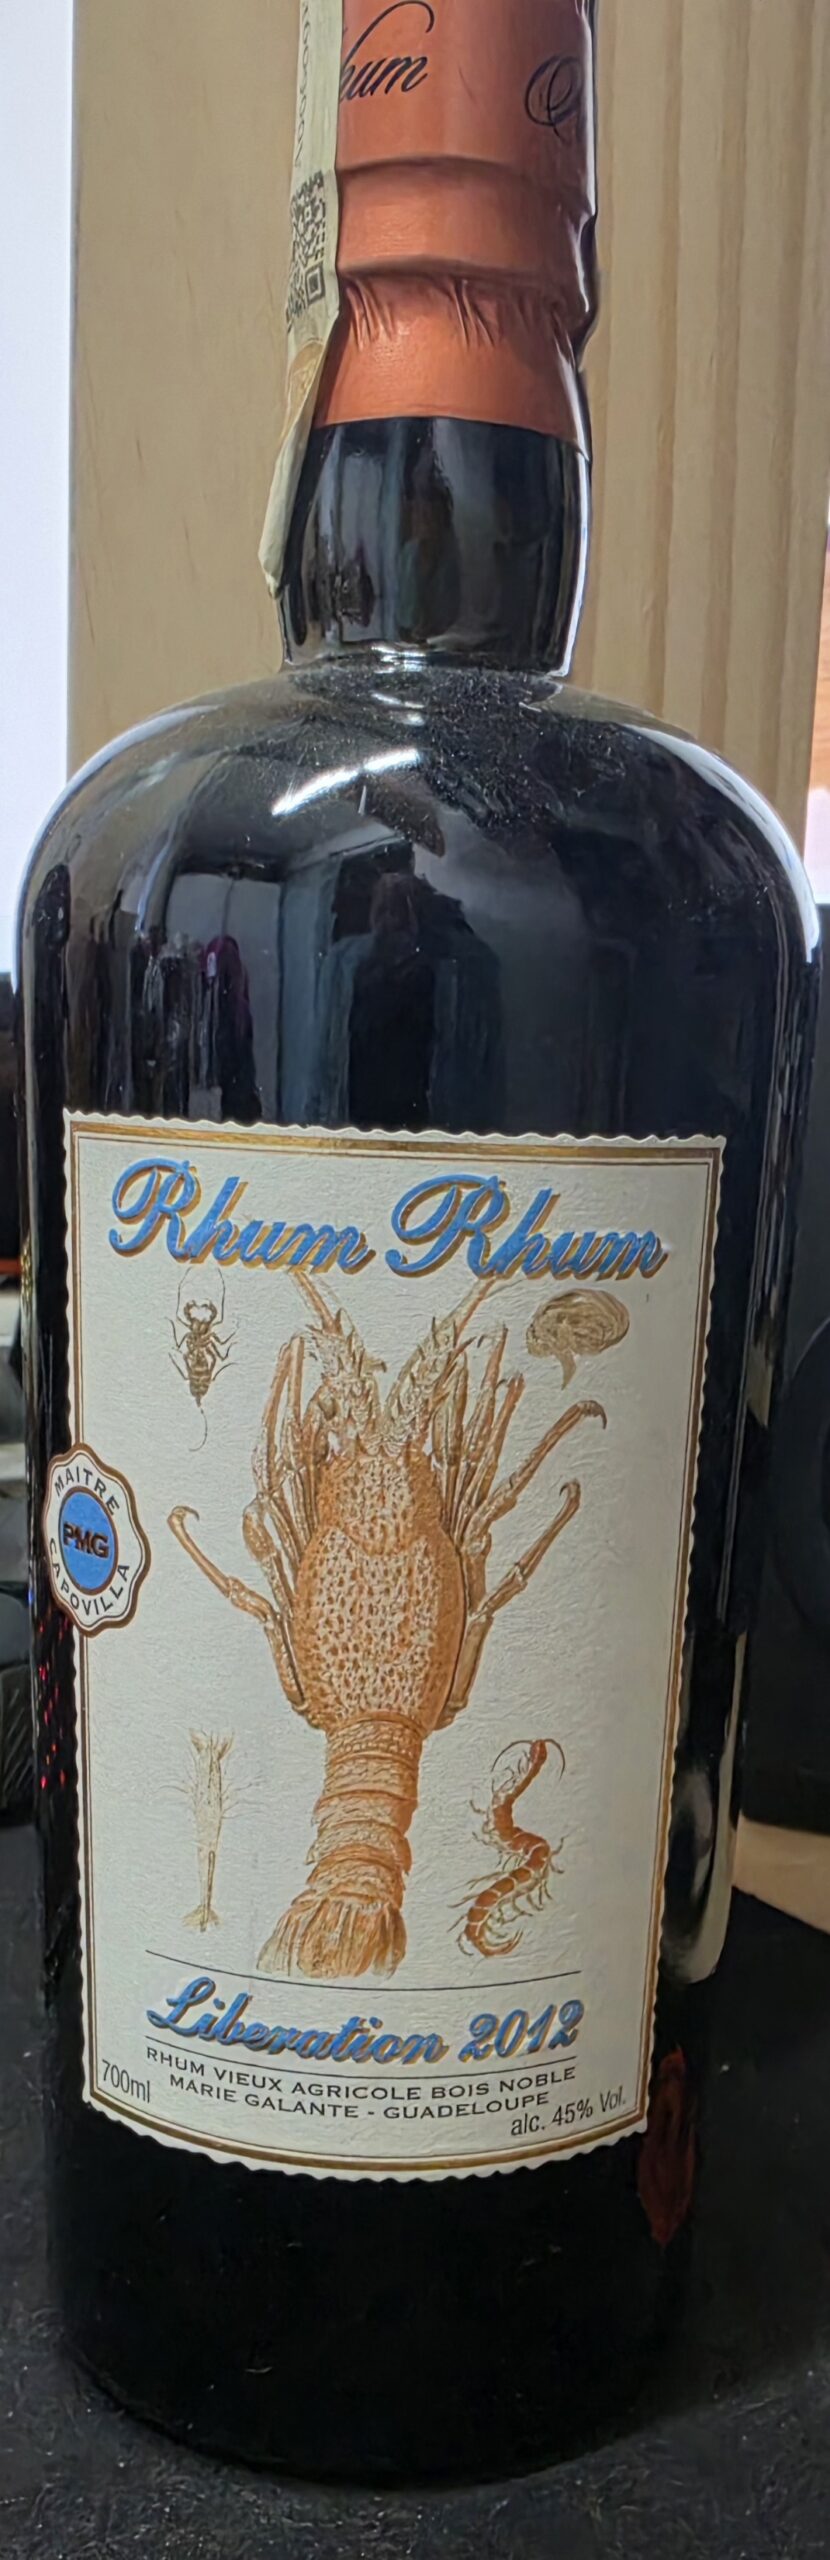 hum
Rhum Rhum
MAITRE
PMG
CAPOVILLA
Liberation 2012
RHUM VIEUX AGRICOLE BOIS NOBLE
MARIE GALANTE - GUADELOUPE
700ml
alc. 45% Vol.